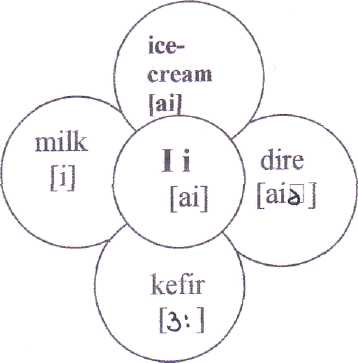 ice-
cream
[ai]
milk
[i]
I i
[ai]
dire
[aiə]
kefir
[ɜ:]